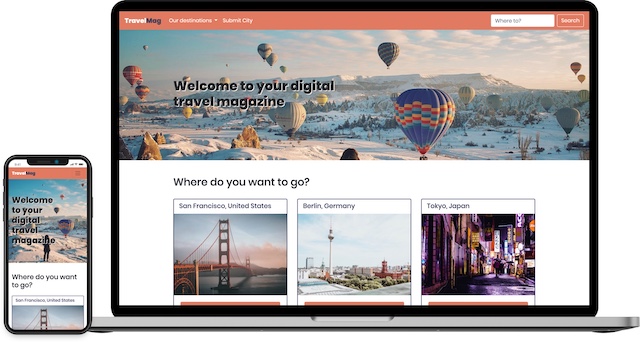 TravelMag Our destinations Submit City Where to? Search
Welcome to your digital
travel magazine
Where do you want to go?
San Francisco, United States Berlin, Germany Tokyo, Japan
TravelMag
Welcome
to your
digital
travel
magazine
Where do you want
to go?
San Francisco, United States